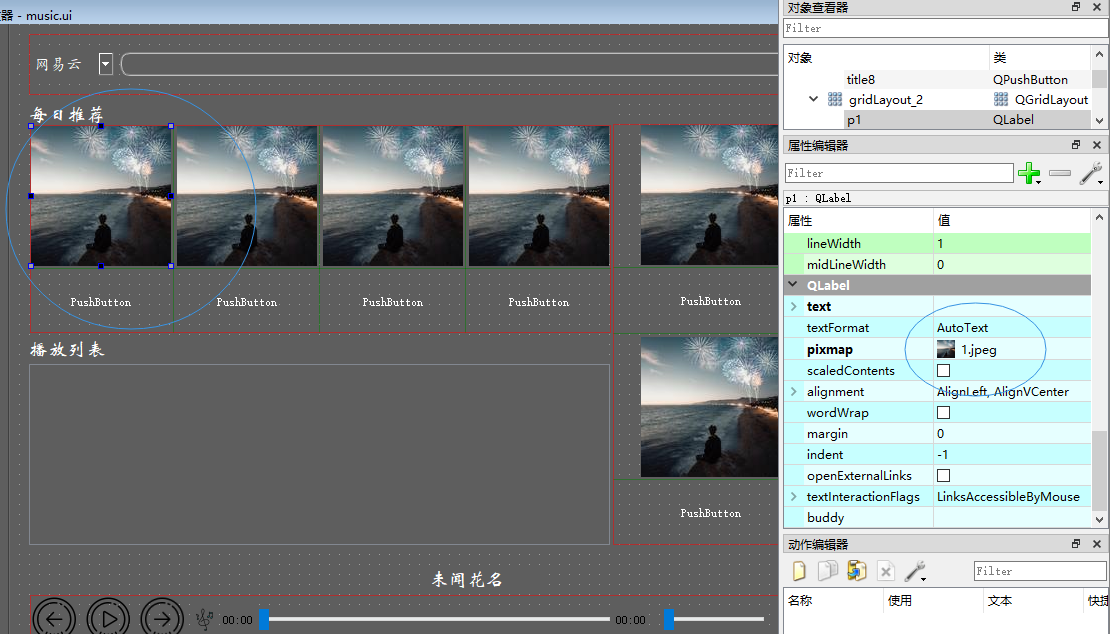 器 - music.ui
网易云
每日推荐
PushButton PushButton PushButton PushButton PushButton
播放列表
PushButton
未闻花名
00:00 00:00
对象查看器
Filter
对象 类
title8 QPushButton
gridLayout_2 QGridLayout
p1 QLabel
属性编辑器
Filter
p1 : QLabel
属性 值
lineWidth 1
midLineWidth 0
QLabel
text
textFormat AutoText
pixmap 1.jpeg
scaledContents
alignment AlignLeft, AlignVCenter
wordWrap
margin 0
indent -1
openExternalLinks
textInteractionFlags LinksAccessibleByMouse
buddy
动作编辑器
Filter
名称 使用 文本 快捷